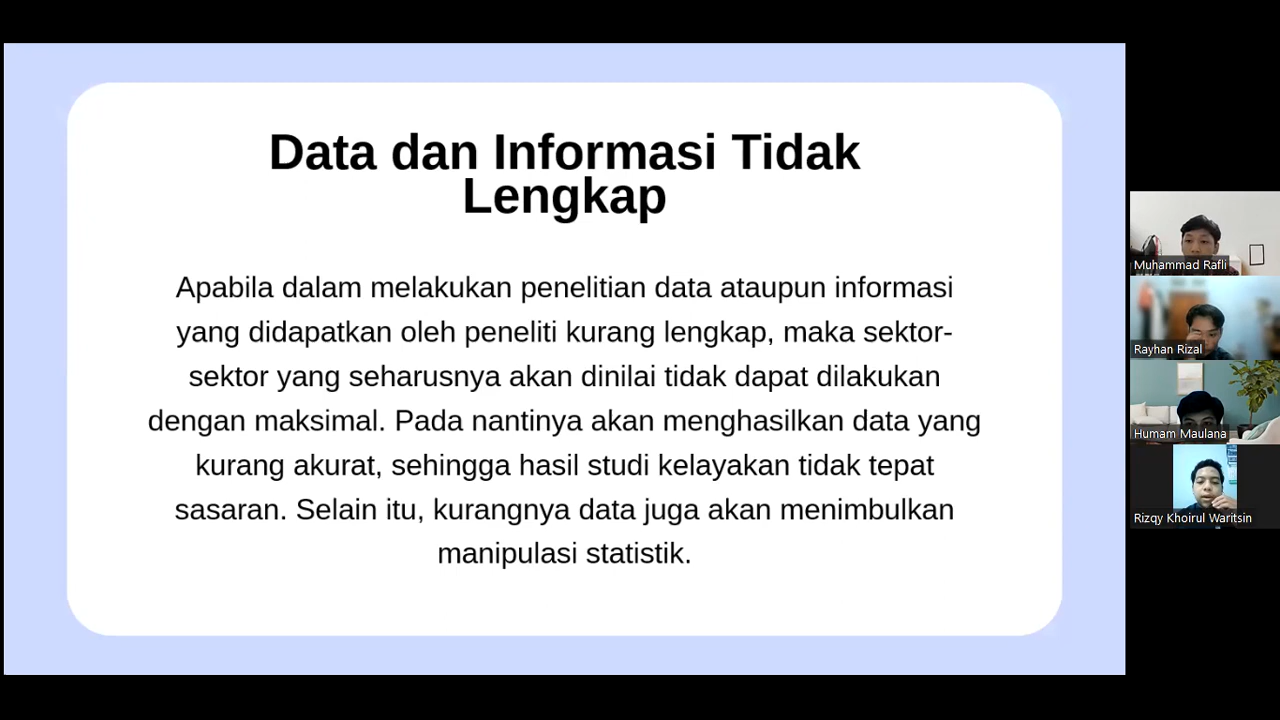 Data dan Informasi Tidak
Lengkap
Apabila dalam melakukan penelitian data ataupun informasi
yang didapatkan oleh peneliti kurang lengkap, maka sektor-
sektor yang seharusnya akan dinilai tidak dapat dilakukan
dengan maksimal. Pada nantinya akan menghasilkan data yang
kurang akurat, sehingga hasil studi kelayakan tidak tepat
sasaran. Selain itu, kurangnya data juga akan menimbulkan
manipulasi statistik.
Muhammad Rafli
Rayhan Rizal
Humam Maulana
Rizqy Khoirul Waritsin